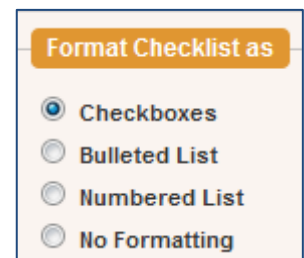 Format Checklist as
Checkboxes
Bulleted List
Numbered List
No Formatting